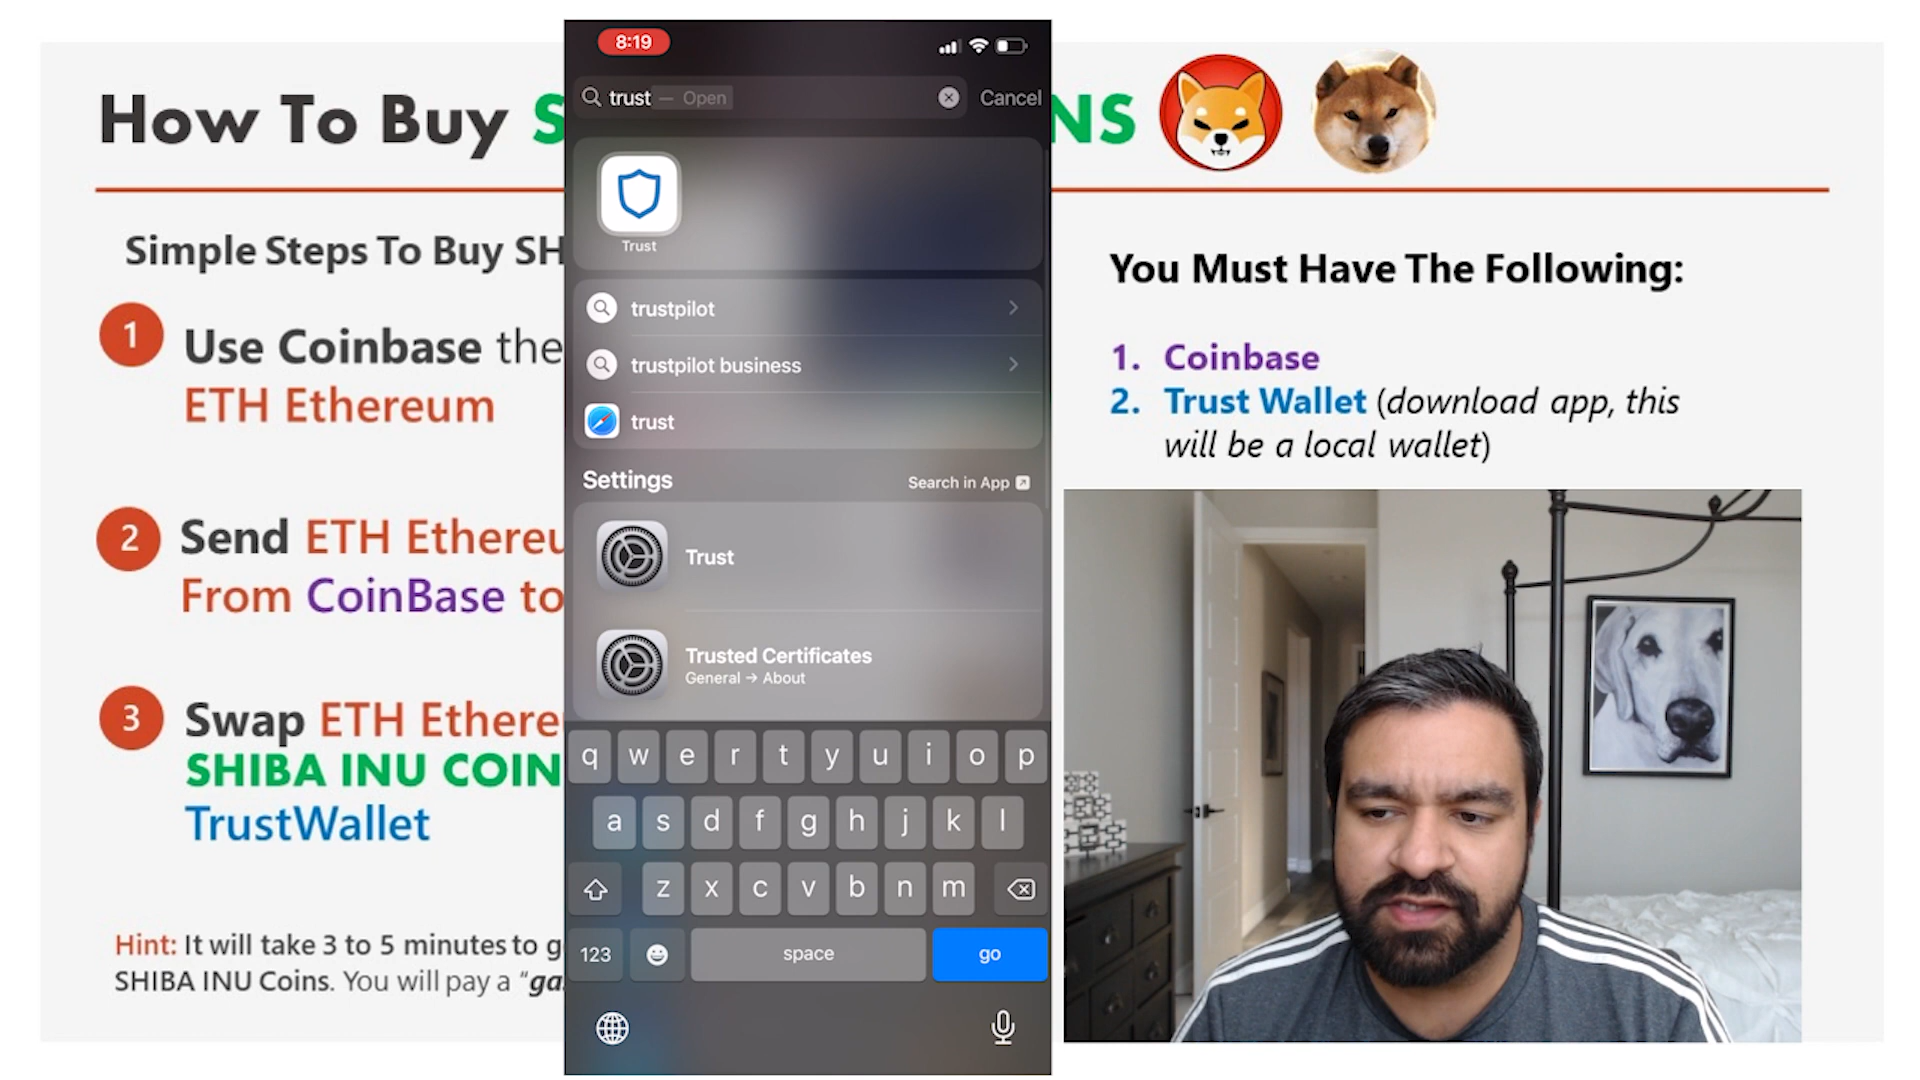 How To Buy S
NS
Simple Steps To Buy SH
1
Use Coinbase the
ETH Ethereum
2
Send ETH Ethereu
From CoinBase to
3
Swap ETH Ethere
SHIBA INU COIN
TrustWallet
Hint: It will take 3 to 5 minutes to g
SHIBA INU Coins. You will pay a "ga
8:19
trust — Open
Cancel
Trust
trustpilot
trustpilot business
trust
Settings
Search in App
Trust
Trusted Certificates
General → About
q w e r t y u i o p
a s d f g h j k l
z x c v b n m
123
space
go
You Must Have The Following:
1. Coinbase
2. Trust Wallet (download app, this
will be a local wallet)